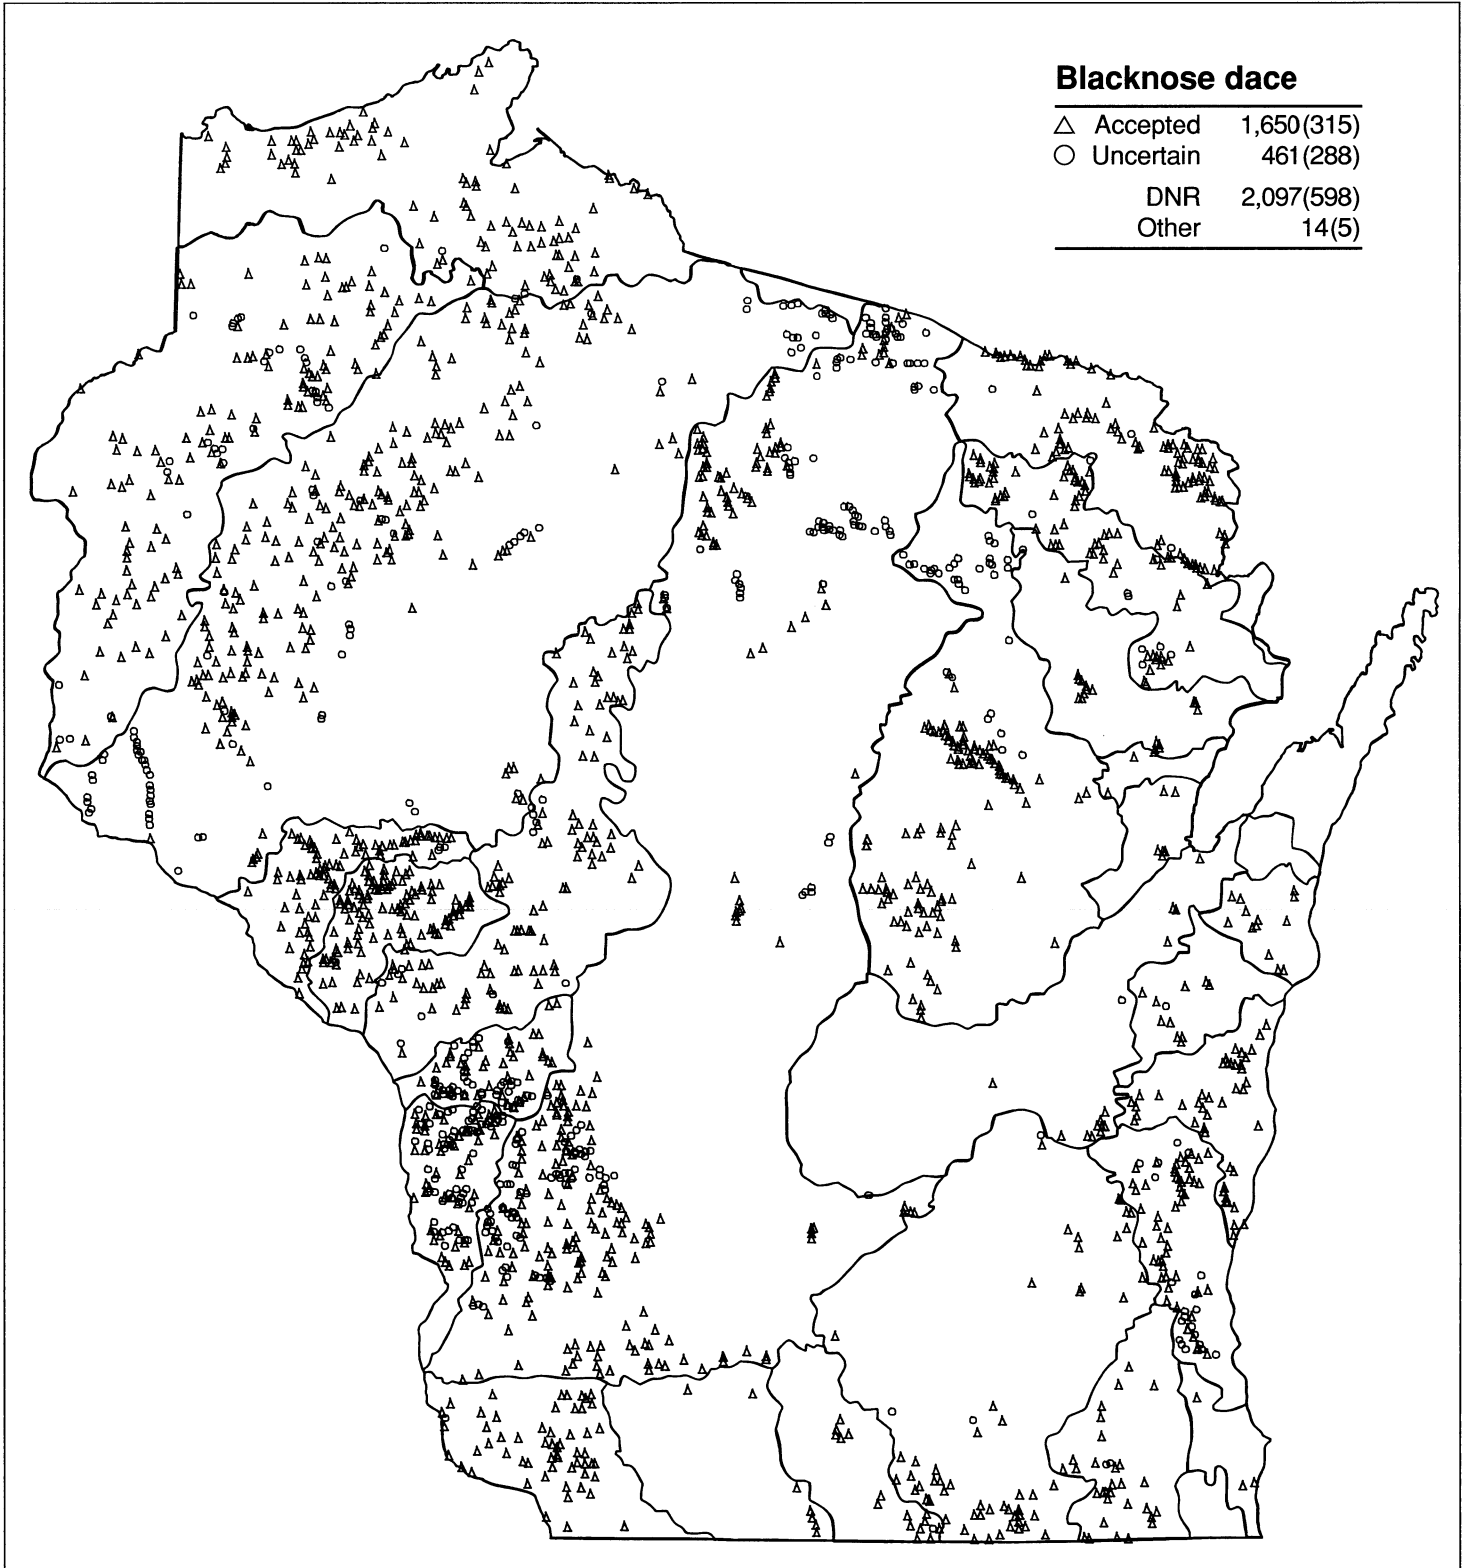 Blacknose dace
△ Accepted 1,650(315)
○ Uncertain 461(288)
DNR 2,097(598)
Other 14(5)